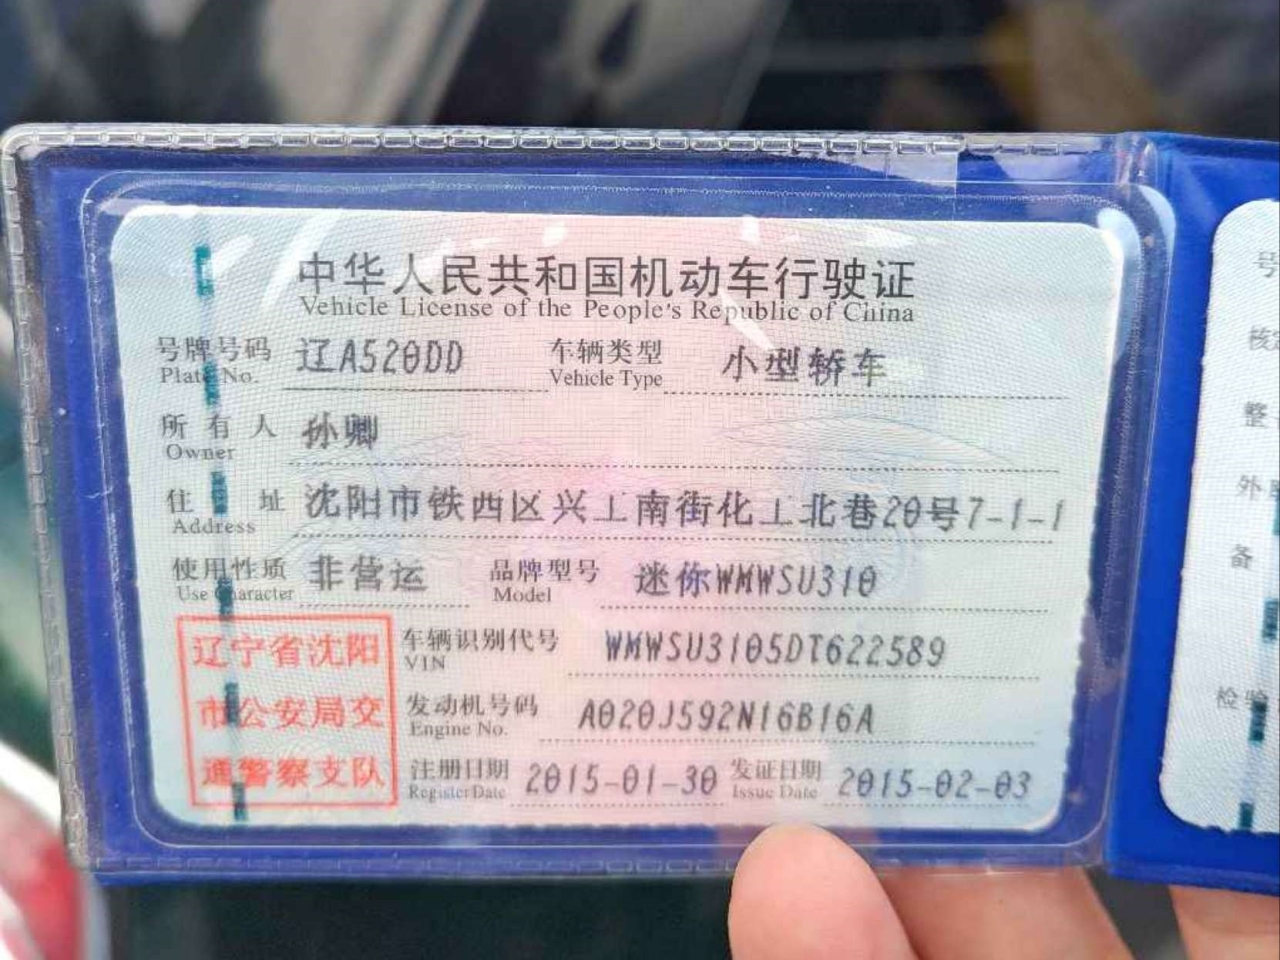 中华人民共和国机动车行驶证
Vehicle License of the People's Republic of China
号牌号码 辽A520DD 车辆类型 小型轿车
Plate No. Vehicle Type
所有人 孙卿
Owner
住址 沈阳市铁西区兴工南街化工北巷20号7-1-1
Address
使用性质 非营运 品牌型号 迷你WMWSU310
Use Character Model
辽宁省沈阳
市公安局交
通警察支队
车辆识别代号 WMWSU3105DT622589
VIN
发动机号码 A020J592N16B16A
Engine No.
注册日期 2015-01-30 发证日期 2015-02-03
Register Date Issue Date
号
核
整
外
备
检验